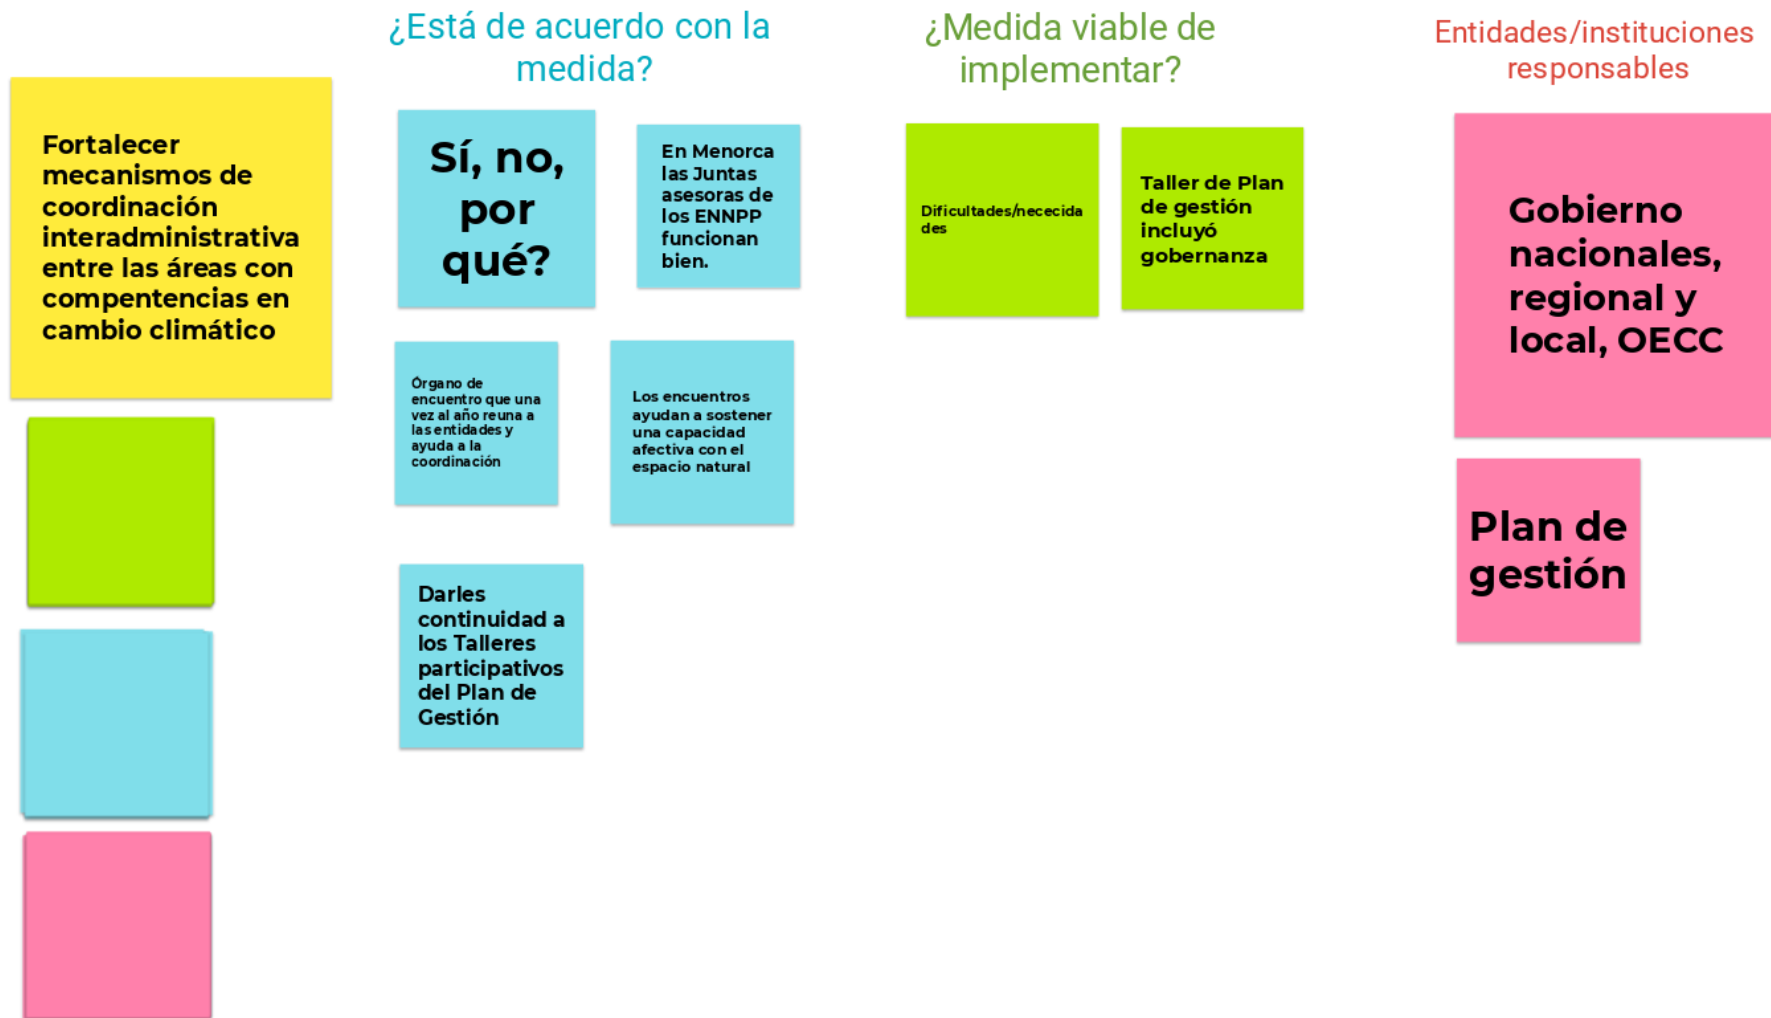 ¿Está de acuerdo con la
medida?
¿Medida viable de
implementar?
Entidades/instituciones
responsables
Fortalecer
mecanismos de
coordinación
interadministrativa
entre las áreas con
compentencias en
cambio climático
Sí, no,
por
qué?
En Menorca
las Juntas
asesoras de
los ENNPP
funcionan
bien.
Órgano de
encuentro que una
vez al año reuna a
las entidades y
ayuda a la
coordinación
Los encuentros
ayudan a sostener
una capacidad
afectiva con el
espacio natural
Darles
continuidad a
los Talleres
participativos
del Plan de
Gestión
Dificultades/nececida
des
Taller de Plan
de gestión
incluyó
gobernanza
Gobierno
nacionales,
regional y
local, OECC
Plan de
gestión